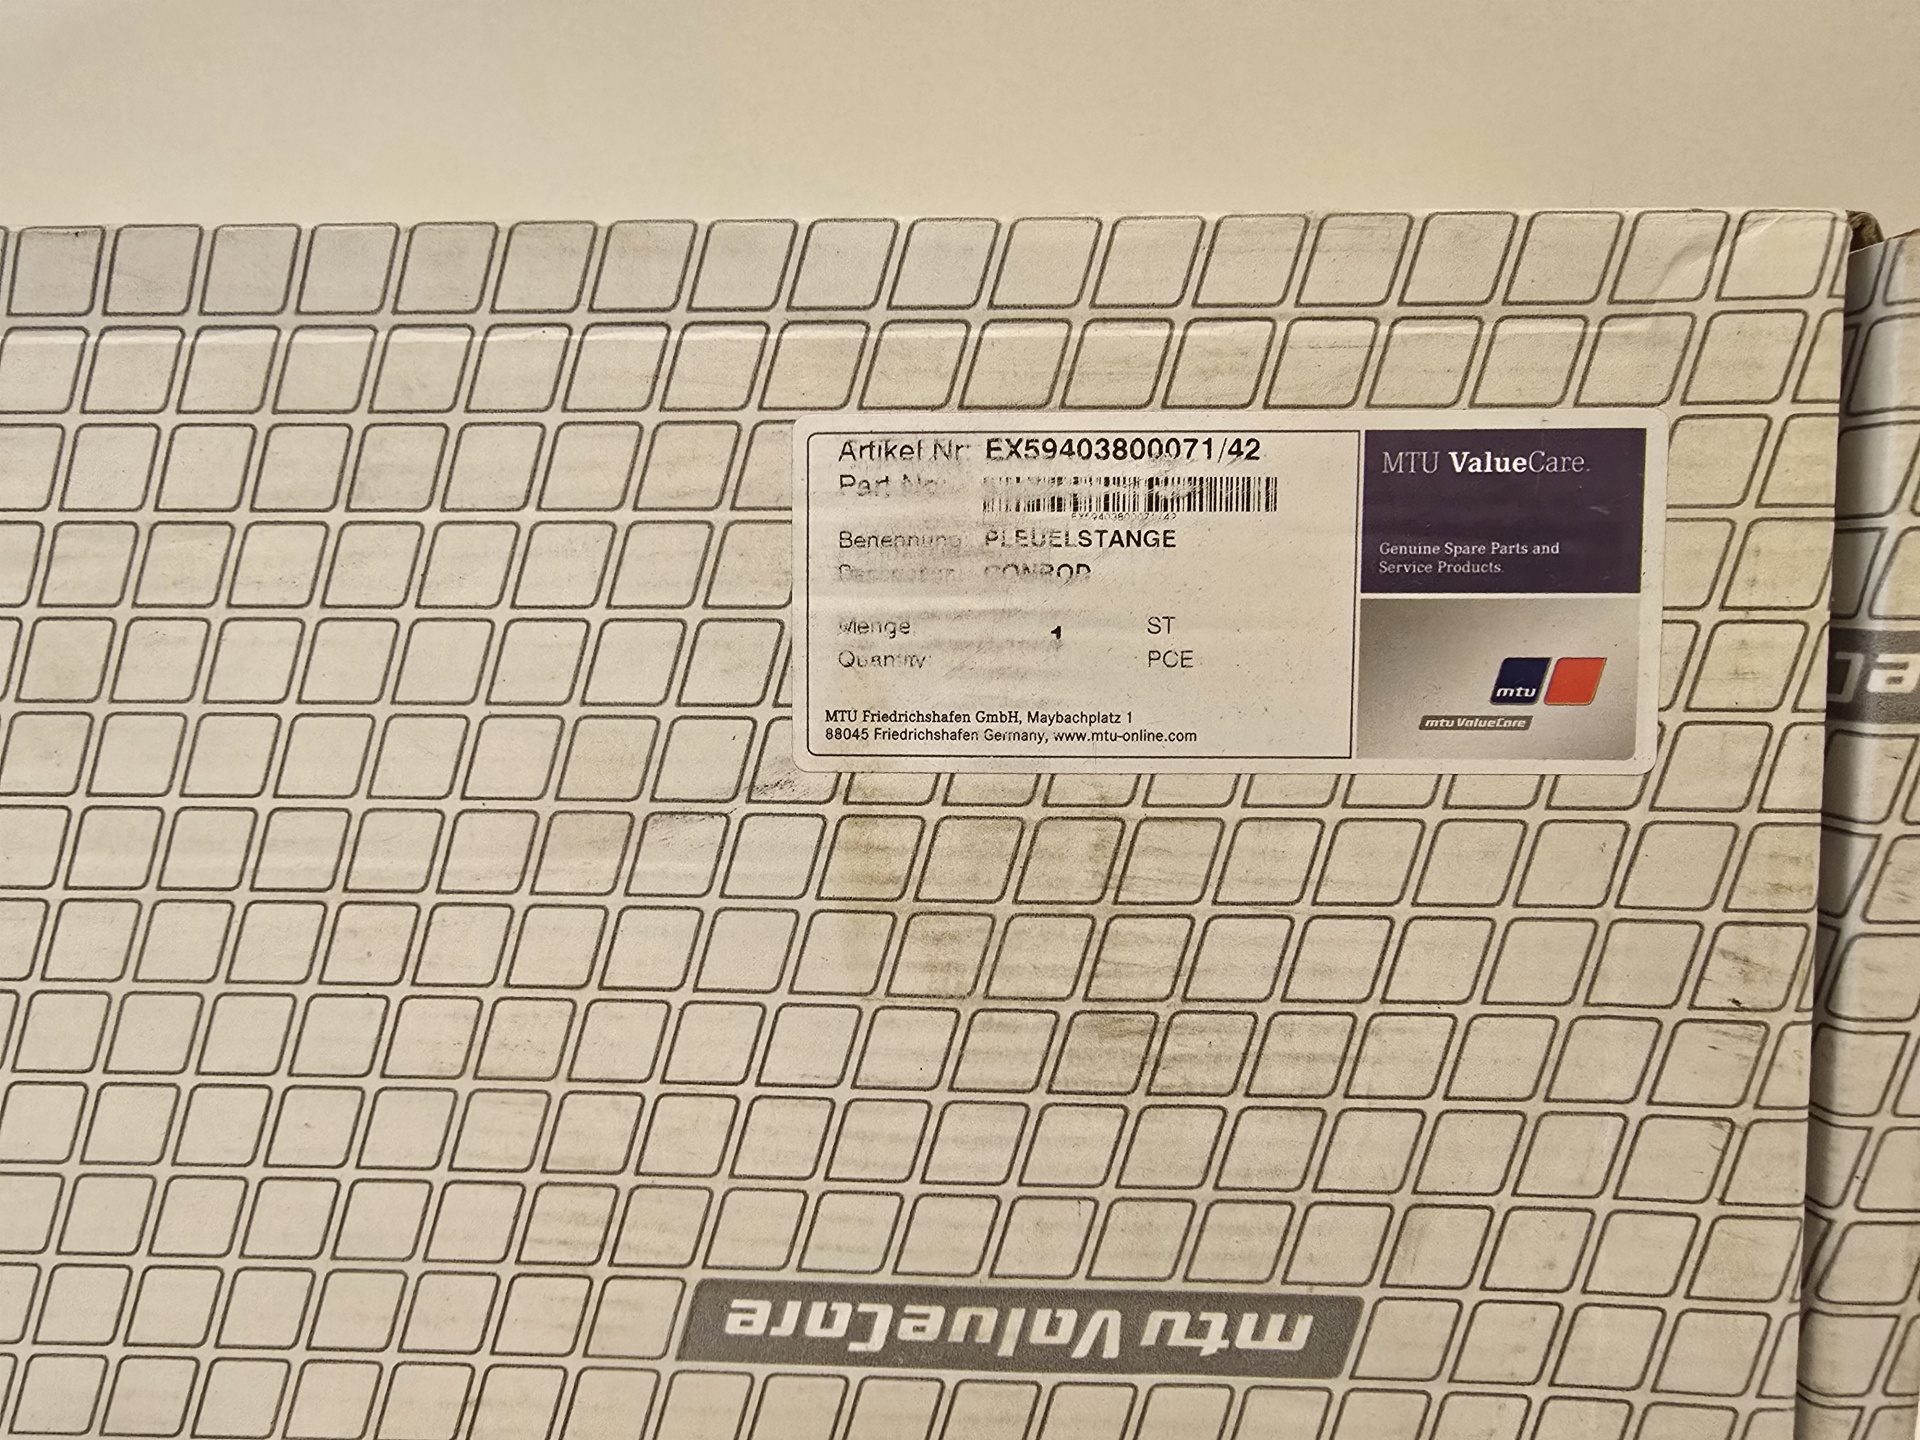 Artikel Nr: EX59403800071/42
Part No.:
EX59403800071/42
Benennung: PLEUELSTANGE
CONROD
Menge 1 ST
Quantity: PCE
MTU Friedrichshafen GmbH, Maybachplatz 1
88045 Friedrichshafen Germany, www.mtu-online.com
MTU ValueCare.
Genuine Spare Parts and
Service Products.
mtu
mtu ValueCare
mtu ValueCare